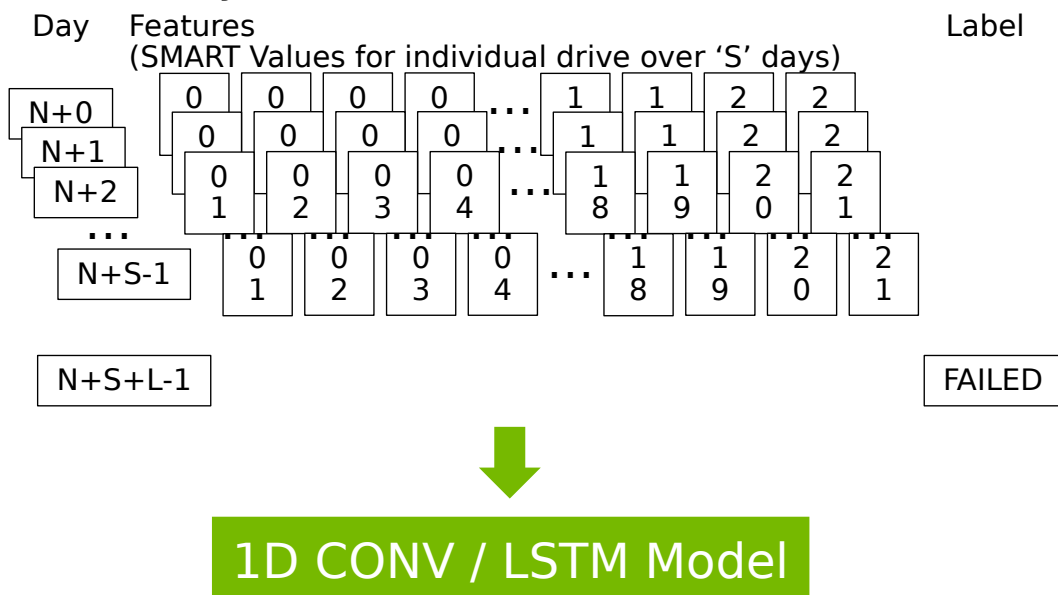 Day Features Label
(SMART Values for individual drive over ‘S’ days)
N+0 0 0 0 0 ... 1 1 2 2
N+1 0 0 0 0 ... 1 1 2 2
N+2 0 0 0 0 ... 1 1 2 2
1 2 3 4 8 9 0 1
... ... ... ... ... ... ... ... ...
N+S-1 0 0 0 0 ... 1 1 2 2
1 2 3 4 8 9 0 1
N+S+L-1 FAILED
1D CONV / LSTM Model